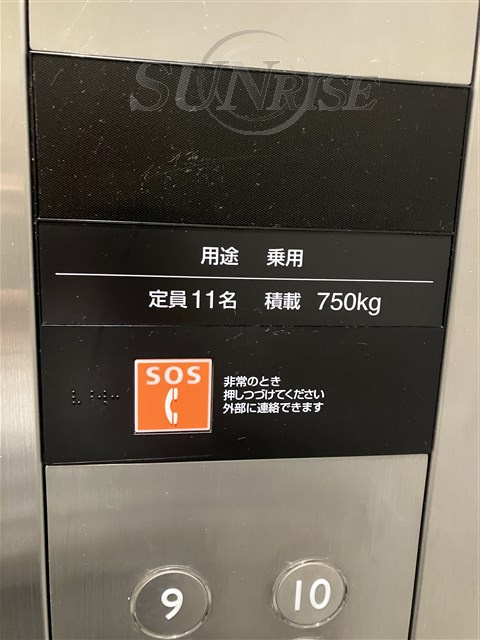 SUNRISE
用途 乗用
定員11名 積載 750kg
SOS
非常のとき
押しつづけてください
外部に連絡できます
9 10